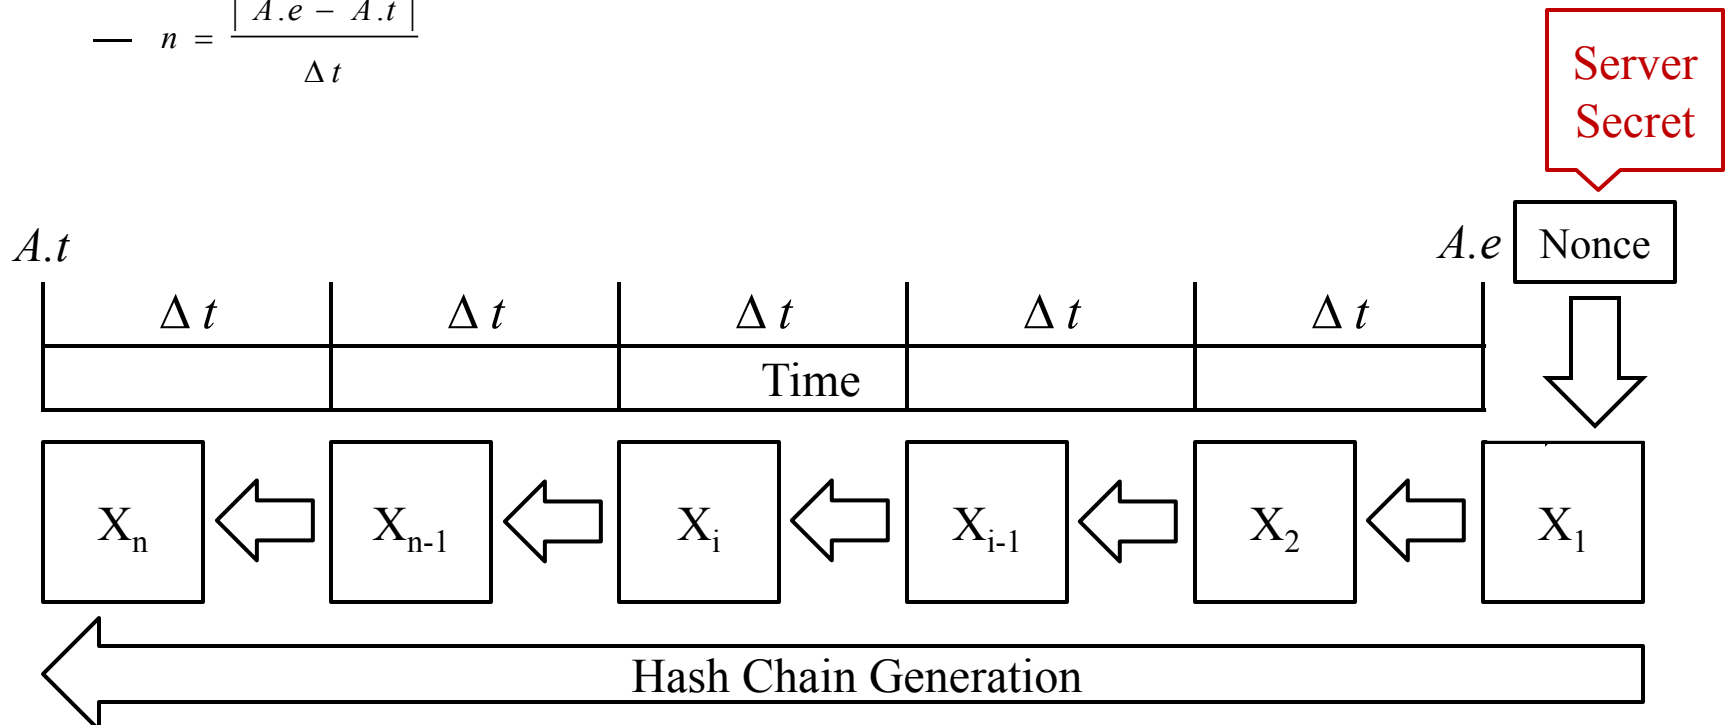 — n = | A.e − A.t | / Δ t
Server
Secret
A.t
A.e
Nonce
Δ t Δ t Δ t Δ t Δ t
Time
Xn Xn-1 Xi Xi-1 X2 X1
Hash Chain Generation